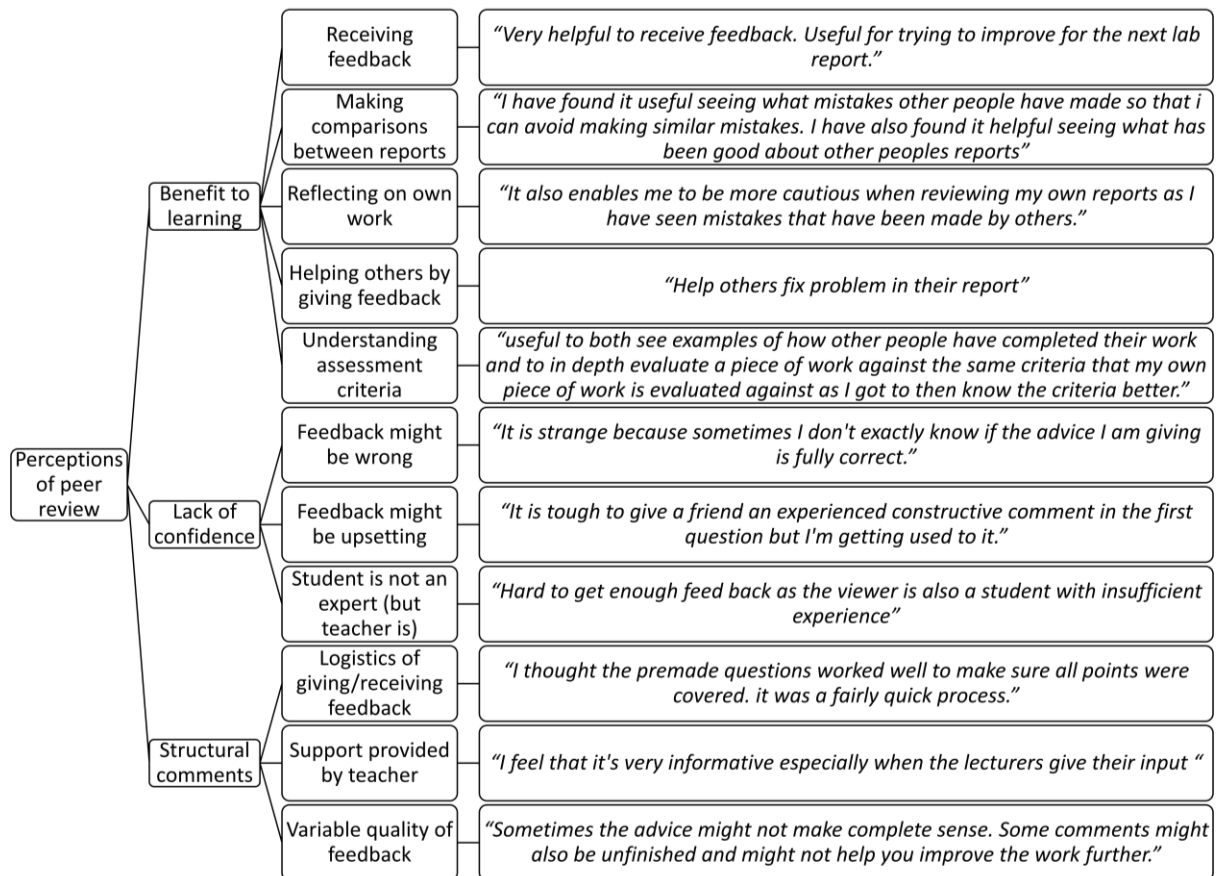 Receiving
feedback
“Very helpful to receive feedback. Useful for trying to improve for the next lab
report.”
Making
comparisons
between reports
“I have found it useful seeing what mistakes other people have made so that i
can avoid making similar mistakes. I have also found it helpful seeing what has
been good about other peoples reports”
Benefit to
learning
Reflecting on own
work
“It also enables me to be more cautious when reviewing my own reports as I
have seen mistakes that have been made by others.”
Helping others by
giving feedback
“Help others fix problem in their report”
Understanding
assessment
criteria
“useful to both see examples of how other people have completed their work
and to in depth evaluate a piece of work against the same criteria that my own
piece of work is evaluated against as I got to then know the criteria better.”
Perceptions
of peer
review
Feedback might
be wrong
“It is strange because sometimes I don't exactly know if the advice I am giving
is fully correct.”
Lack of
confidence
Feedback might
be upsetting
“It is tough to give a friend an experienced constructive comment in the first
question but I'm getting used to it.”
Student is not an
expert (but
teacher is)
“Hard to get enough feed back as the viewer is also a student with insufficient
experience”
Logistics of
giving/receiving
feedback
“I thought the premade questions worked well to make sure all points were
covered. it was a fairly quick process.”
Structural
comments
Support provided
by teacher
“I feel that it's very informative especially when the lecturers give their input “
Variable quality of
feedback
“Sometimes the advice might not make complete sense. Some comments might
also be unfinished and might not help you improve the work further.”